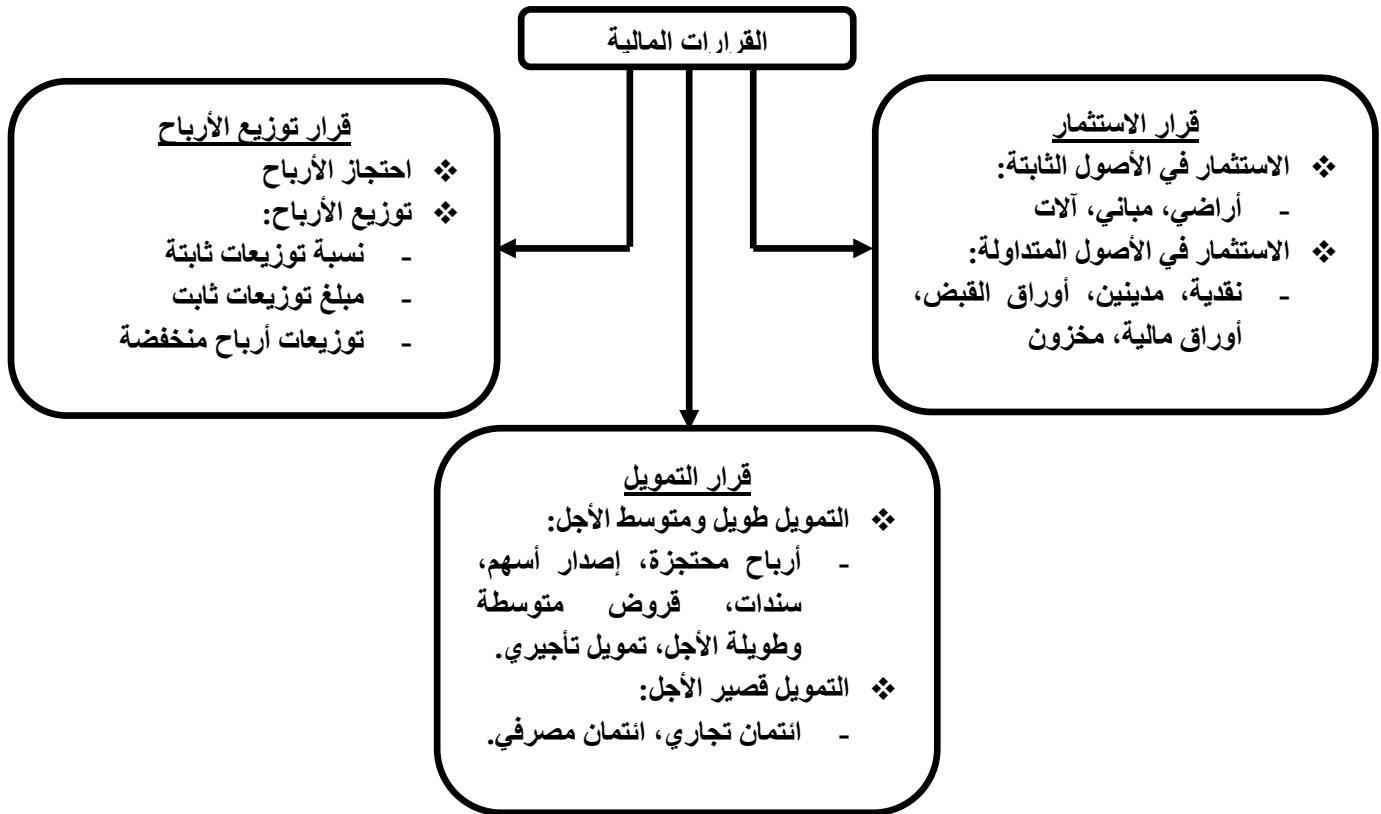 القرارات المالية
قرار الاستثمار
❖ الاستثمار في الأصول الثابتة:
- أراضي، مباني، آلات
❖ الاستثمار في الأصول المتداولة:
- نقدية، مدينين، أوراق القبض،
أوراق مالية، مخزون
قرار توزيع الأرباح
❖ احتجاز الأرباح
❖ توزيع الأرباح:
- نسبة توزيعات ثابتة
- مبلغ توزيعات ثابت
- توزيعات أرباح منخفضة
قرار التمويل
❖ التمويل طويل ومتوسط الأجل:
- أرباح محتجزة، إصدار أسهم،
سندات، قروض متوسطة
وطويلة الأجل، تمويل تأجيري.
❖ التمويل قصير الأجل:
- ائتمان تجاري، ائتمان مصرفي.